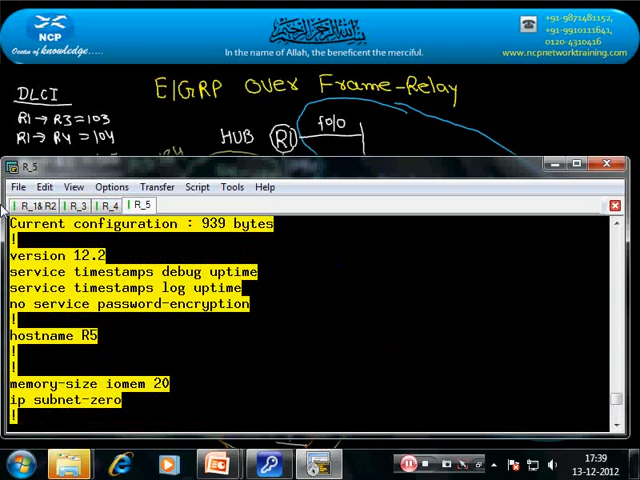 NCP
Ocean of knowledge.....
بسم الله الرحمن الرحيم
In the name of Allah, the beneficent the merciful.
+91-9871481152,
+91-9910111641,
0120-4310416
www.ncpnetworktraining.com
EIGRP over Frame-Relay
DLCI
R1 → R3 = 103
R1 → R4 = 104
HUB
R1
f0/0
R_5
File Edit View Options Transfer Script Tools Help
R_1& R2 R_3 R_4 R_5
Current configuration : 939 bytes
!
version 12.2
service timestamps debug uptime
service timestamps log uptime
no service password-encryption
!
hostname R5
!
!
memory-size iomem 20
ip subnet-zero
!
17:39
13-12-2012